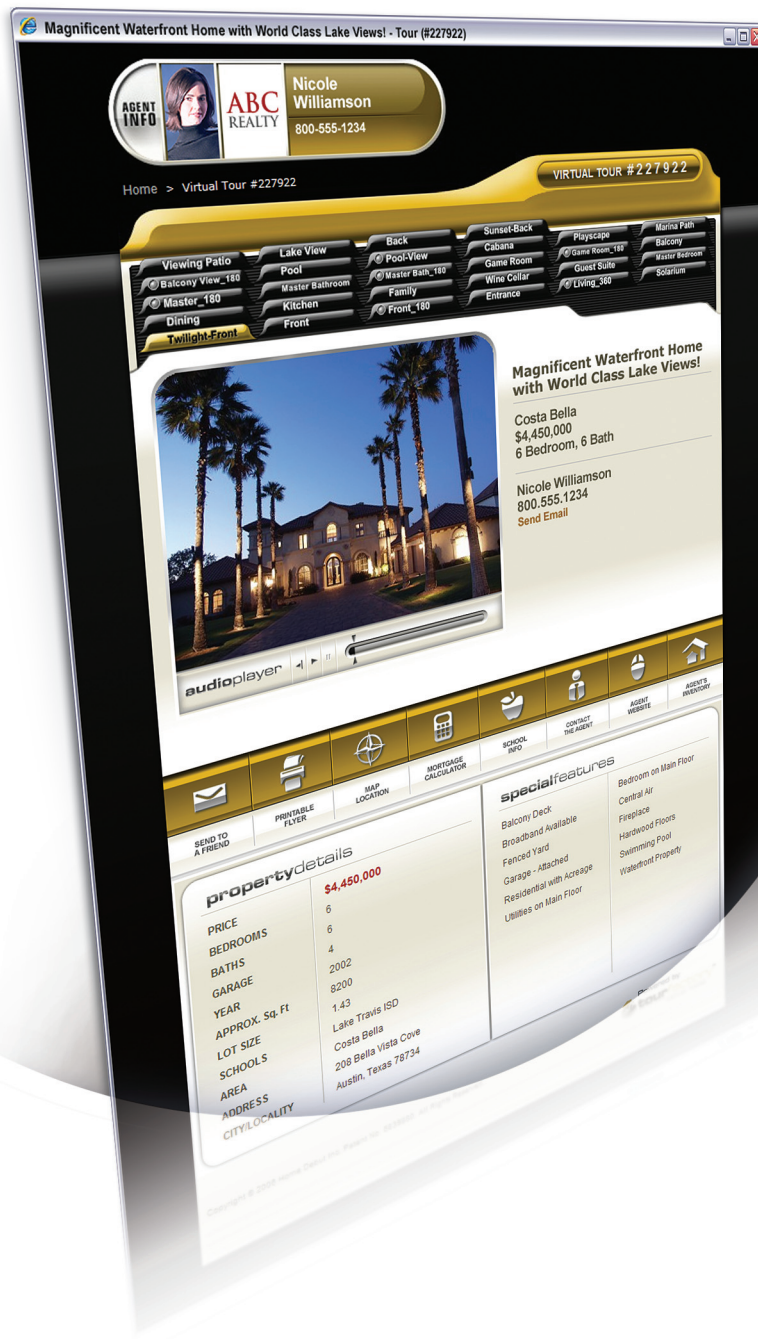 Magnificent Waterfront Home with World Class Lake Views! - Tour (#227922)
AGENT
INFO
ABC
REALTY
Nicole
Williamson
800-555-1234
Home > Virtual Tour #227922
VIRTUAL TOUR #227922
Viewing Patio
Lake View
Back
Sunset-Back
Playscape
Marina Path
Balcony View_180
Pool
Pool-View
Cabana
Game Room_180
Balcony
Master_180
Master Bathroom
Master Bath_180
Game Room
Guest Suite
Master Bedroom
Dining
Kitchen
Family
Wine Cellar
Living_360
Solarium
Twilight-Front
Front
Front_180
Entrance
Magnificent Waterfront Home
with World Class Lake Views!
Costa Bella
$4,450,000
6 Bedroom, 6 Bath
Nicole Williamson
800.555.1234
Send Email
audioplayer
SEND TO
A FRIEND
PRINTABLE
FLYER
MAP
LOCATION
MORTGAGE
CALCULATOR
SCHOOL
INFO
CONTACT
THE AGENT
AGENT
WEBSITE
AGENT'S
INVENTORY
propertydetails
PRICE $4,450,000
BEDROOMS 6
BATHS 6
GARAGE 4
YEAR 2002
APPROX. Sq. Ft 8200
LOT SIZE 1.43
SCHOOLS Lake Travis ISD
AREA Costa Bella
ADDRESS 208 Bella Vista Cove
CITY/LOCALITY Austin, Texas 78734
specialfeatures
Balcony Deck
Broadband Available
Fenced Yard
Garage - Attached
Residential with Acreage
Utilities on Main Floor
Bedroom on Main Floor
Central Air
Fireplace
Hardwood Floors
Swimming Pool
Waterfront Property